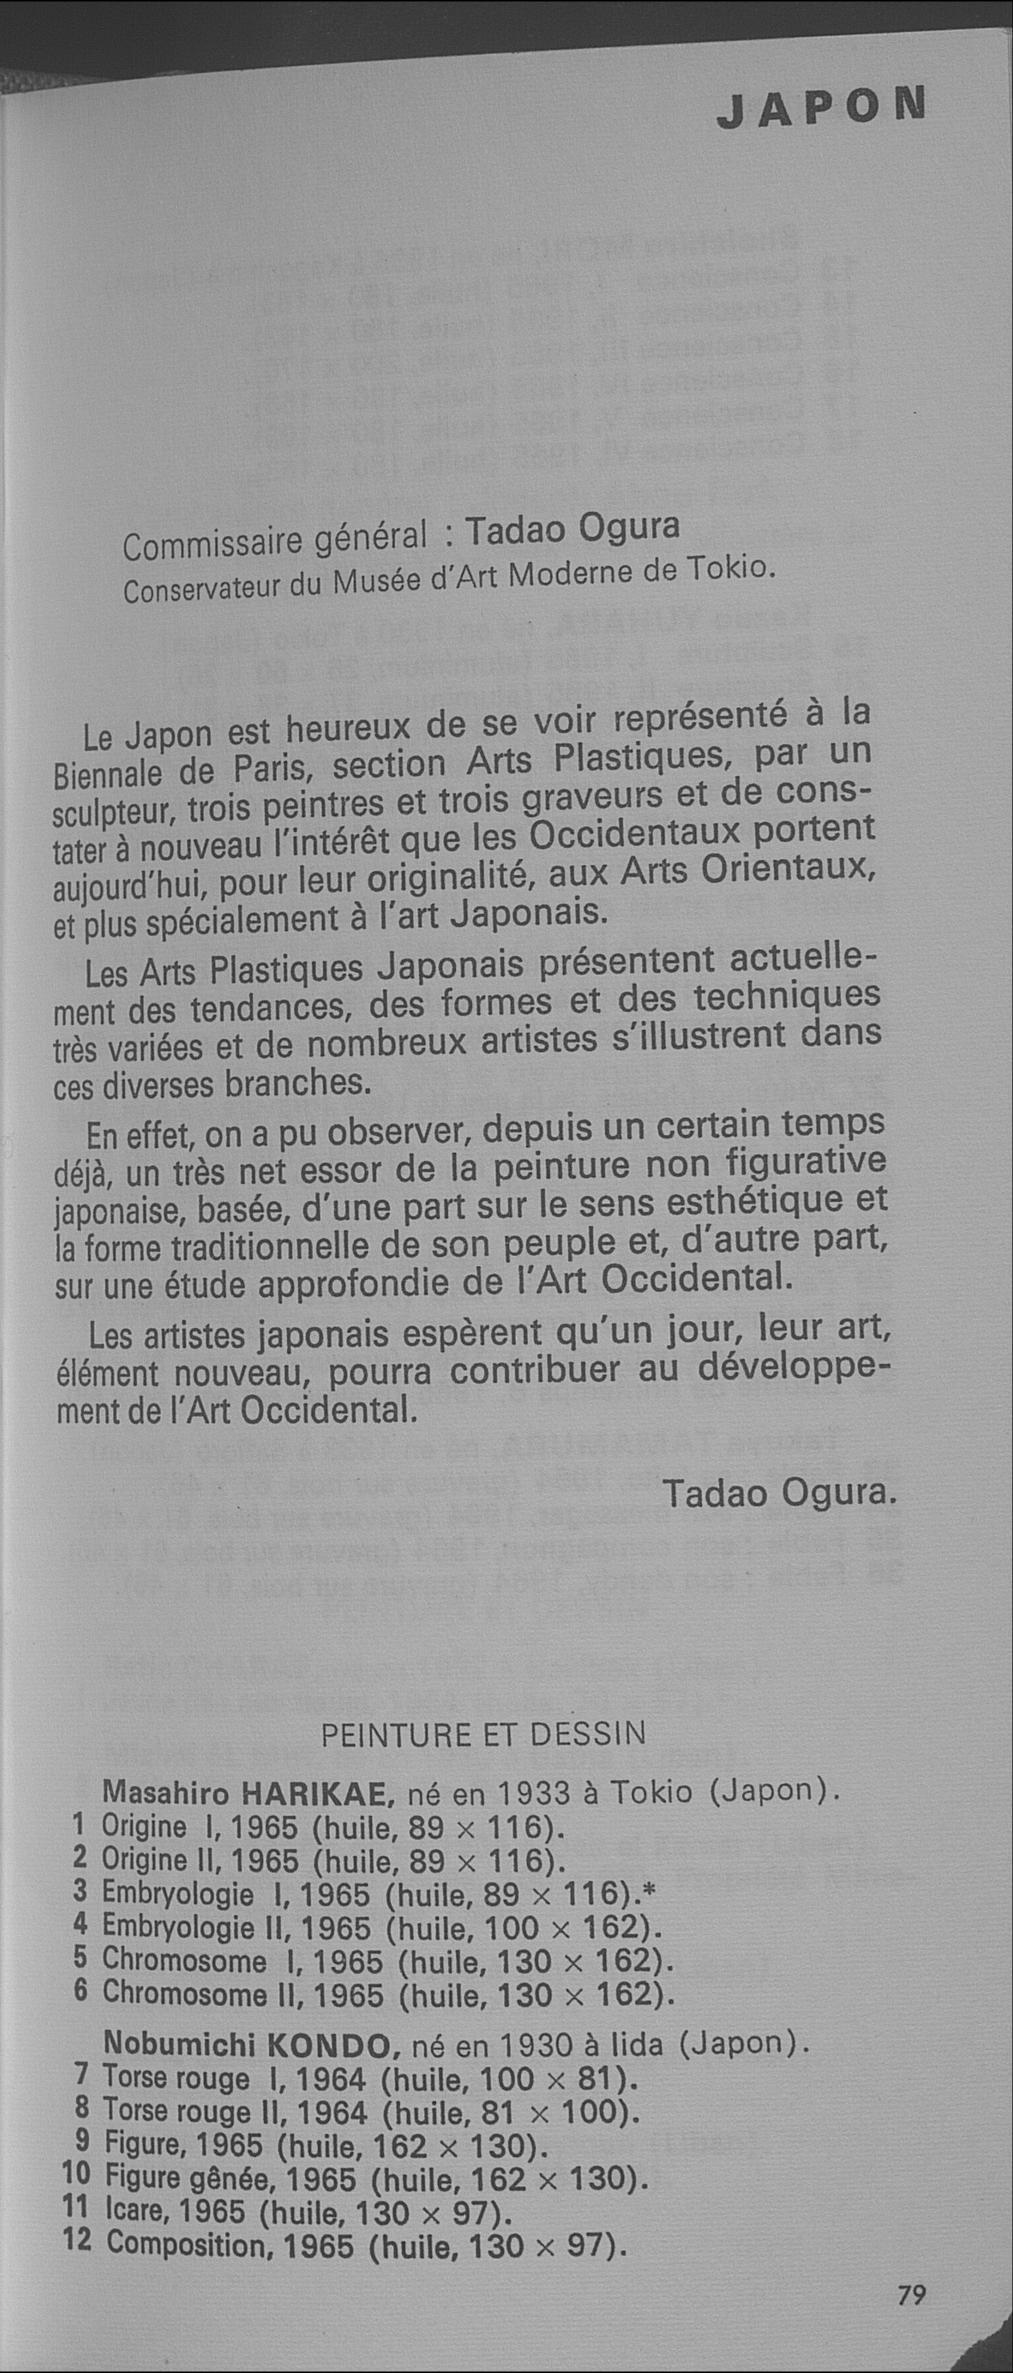 JAPON
Commissaire général : Tadao Ogura
Conservateur du Musée d'Art Moderne de Tokio.
Le Japon est heureux de se voir représenté à la
Biennale de Paris, section Arts Plastiques, par un
sculpteur, trois peintres et trois graveurs et de cons-
tater à nouveau l'intérêt que les Occidentaux portent
aujourd'hui, pour leur originalité, aux Arts Orientaux,
et plus spécialement à l'art Japonais.
Les Arts Plastiques Japonais présentent actuelle-
ment des tendances, des formes et des techniques
très variées et de nombreux artistes s'illustrent dans
ces diverses branches.
En effet, on a pu observer, depuis un certain temps
déjà, un très net essor de la peinture non figurative
japonaise, basée, d'une part sur le sens esthétique et
la forme traditionnelle de son peuple et, d'autre part,
sur une étude approfondie de l'Art Occidental.
Les artistes japonais espèrent qu'un jour, leur art,
élément nouveau, pourra contribuer au développe-
ment de l'Art Occidental.
Tadao Ogura.
PEINTURE ET DESSIN
Masahiro HARIKAE, né en 1933 à Tokio (Japon).
1 Origine I, 1965 (huile, 89 × 116).
2 Origine II, 1965 (huile, 89 × 116).
3 Embryologie I, 1965 (huile, 89 × 116).*
4 Embryologie II, 1965 (huile, 100 × 162).
5 Chromosome I, 1965 (huile, 130 × 162).
6 Chromosome II, 1965 (huile, 130 × 162).
Nobumichi KONDO, né en 1930 à Iida (Japon).
7 Torse rouge I, 1964 (huile, 100 × 81).
8 Torse rouge II, 1964 (huile, 81 × 100).
9 Figure, 1965 (huile, 162 × 130).
10 Figure gênée, 1965 (huile, 162 × 130).
11 Icare, 1965 (huile, 130 × 97).
12 Composition, 1965 (huile, 130 × 97).
79